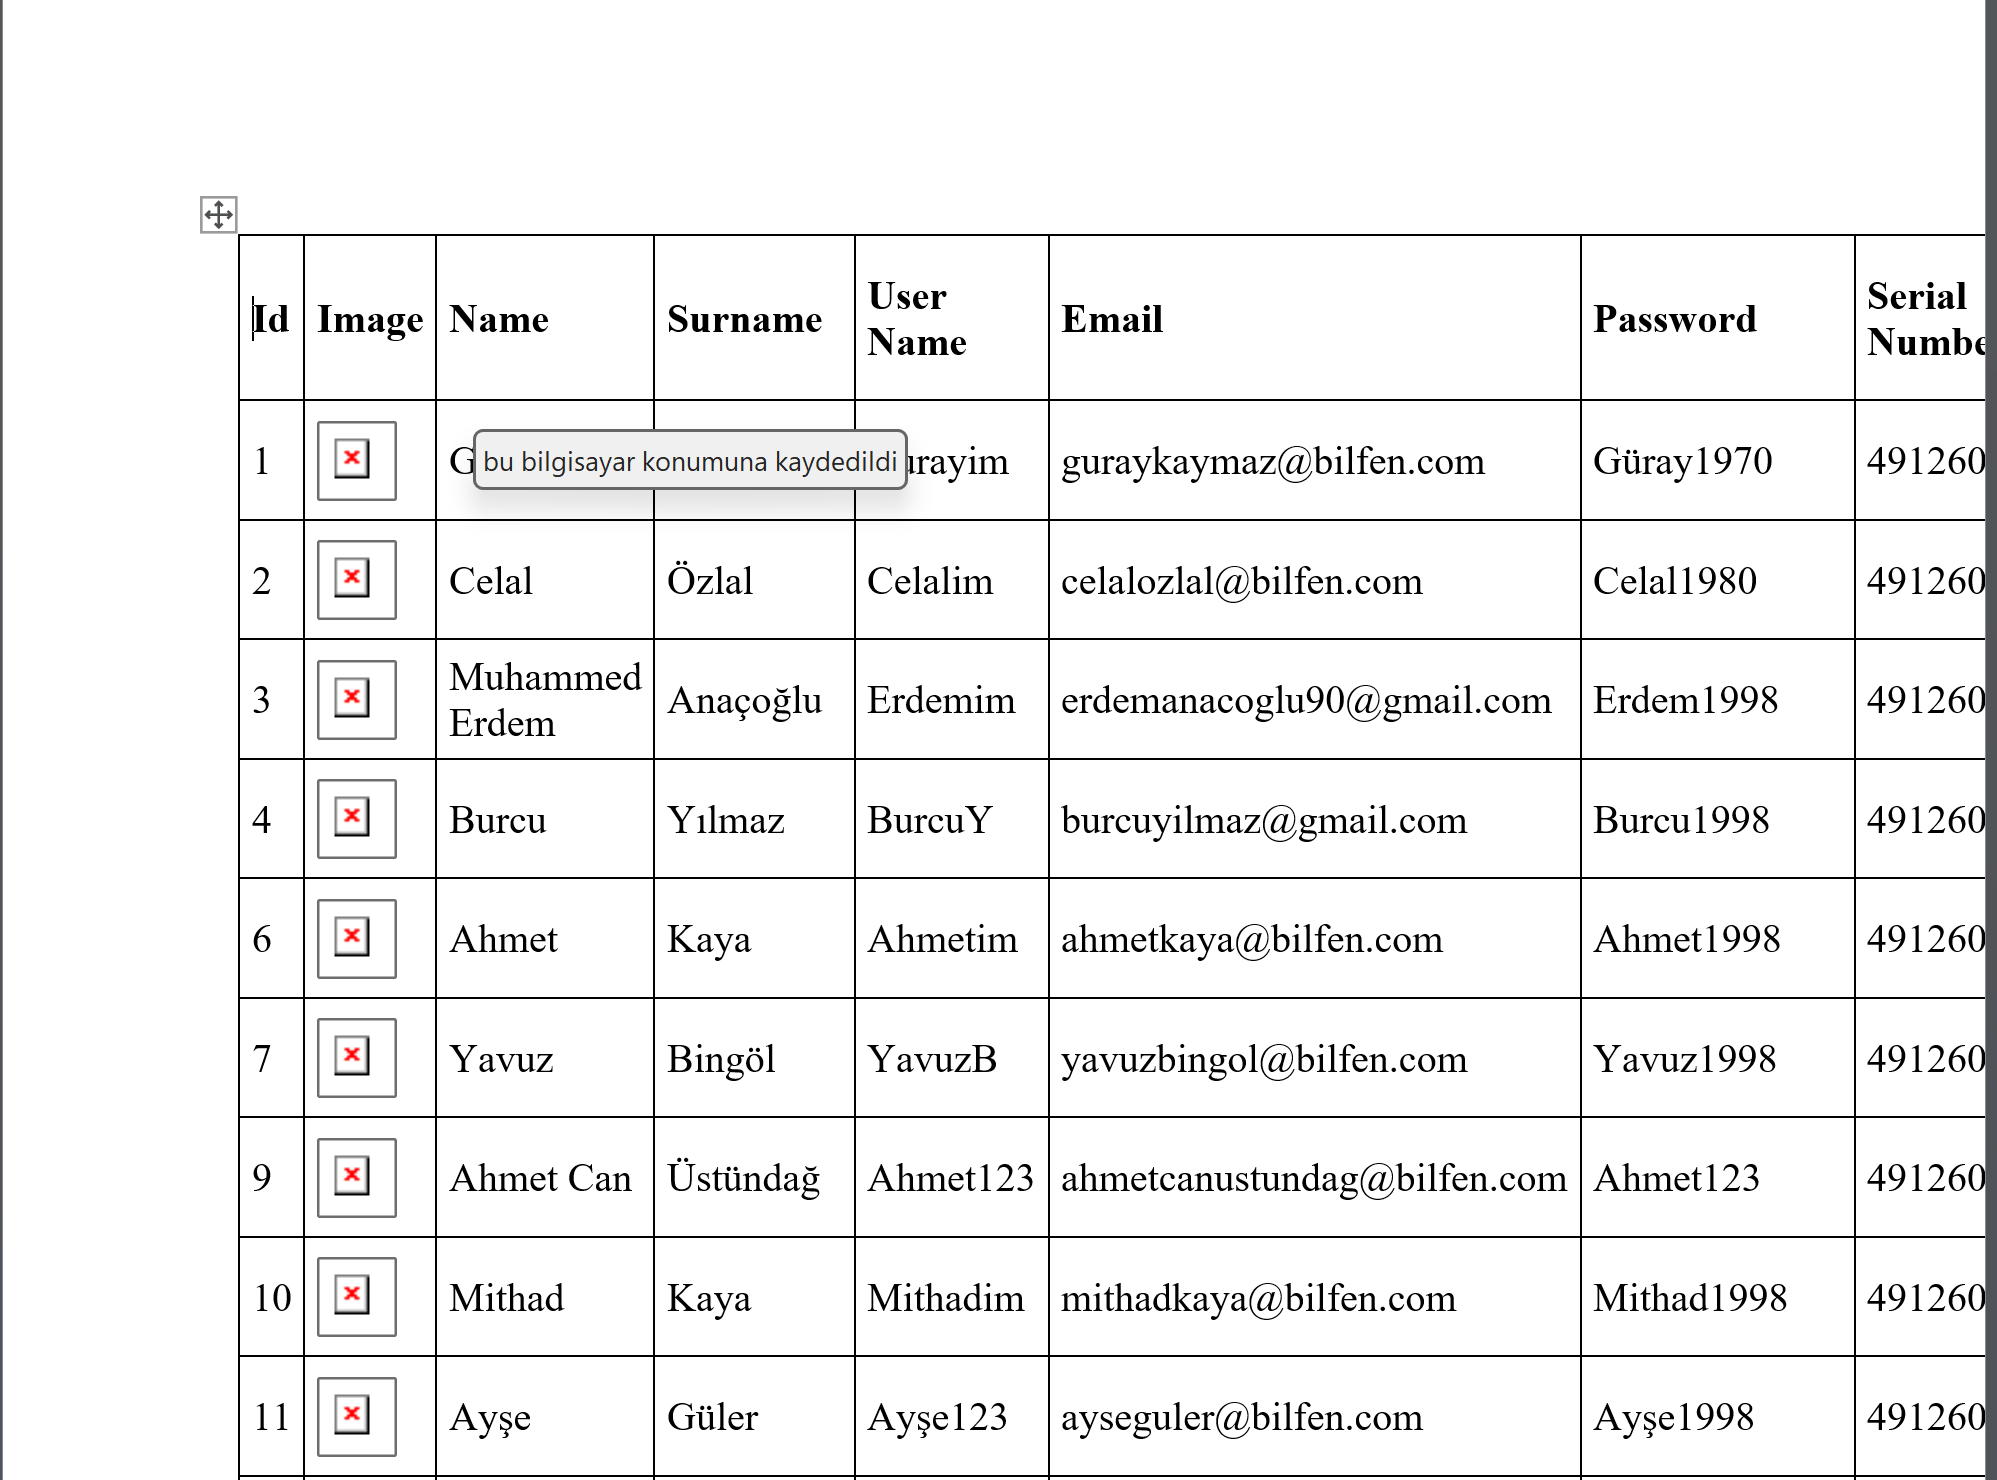 Id Image Name Surname User Name Email Password Serial
1 bu bilgisayar konumuna kaydedildi guraykaymaz@bilfen.com Güray1970 491260
2 Celal Özlal Celalim celalozlal@bilfen.com Celal1980 491260
3 Muhammed Erdem Anaçoğlu Erdemim erdemanacoglu90@gmail.com Erdem1998 491260
4 Burcu Yılmaz BurcuY burcuyilmaz@gmail.com Burcu1998 491260
6 Ahmet Kaya Ahmetim ahmetkaya@bilfen.com Ahmet1998 491260
7 Yavuz Bingöl YavuzB yavuzbingol@bilfen.com Yavuz1998 491260
9 Ahmet Can Üstündağ Ahmet123 ahmetcanustundag@bilfen.com Ahmet123 491260
10 Mithad Kaya Mithadim mithadkaya@bilfen.com Mithad1998 491260
11 Ayşe Güler Ayşe123 ayseguler@bilfen.com Ayşe1998 491260